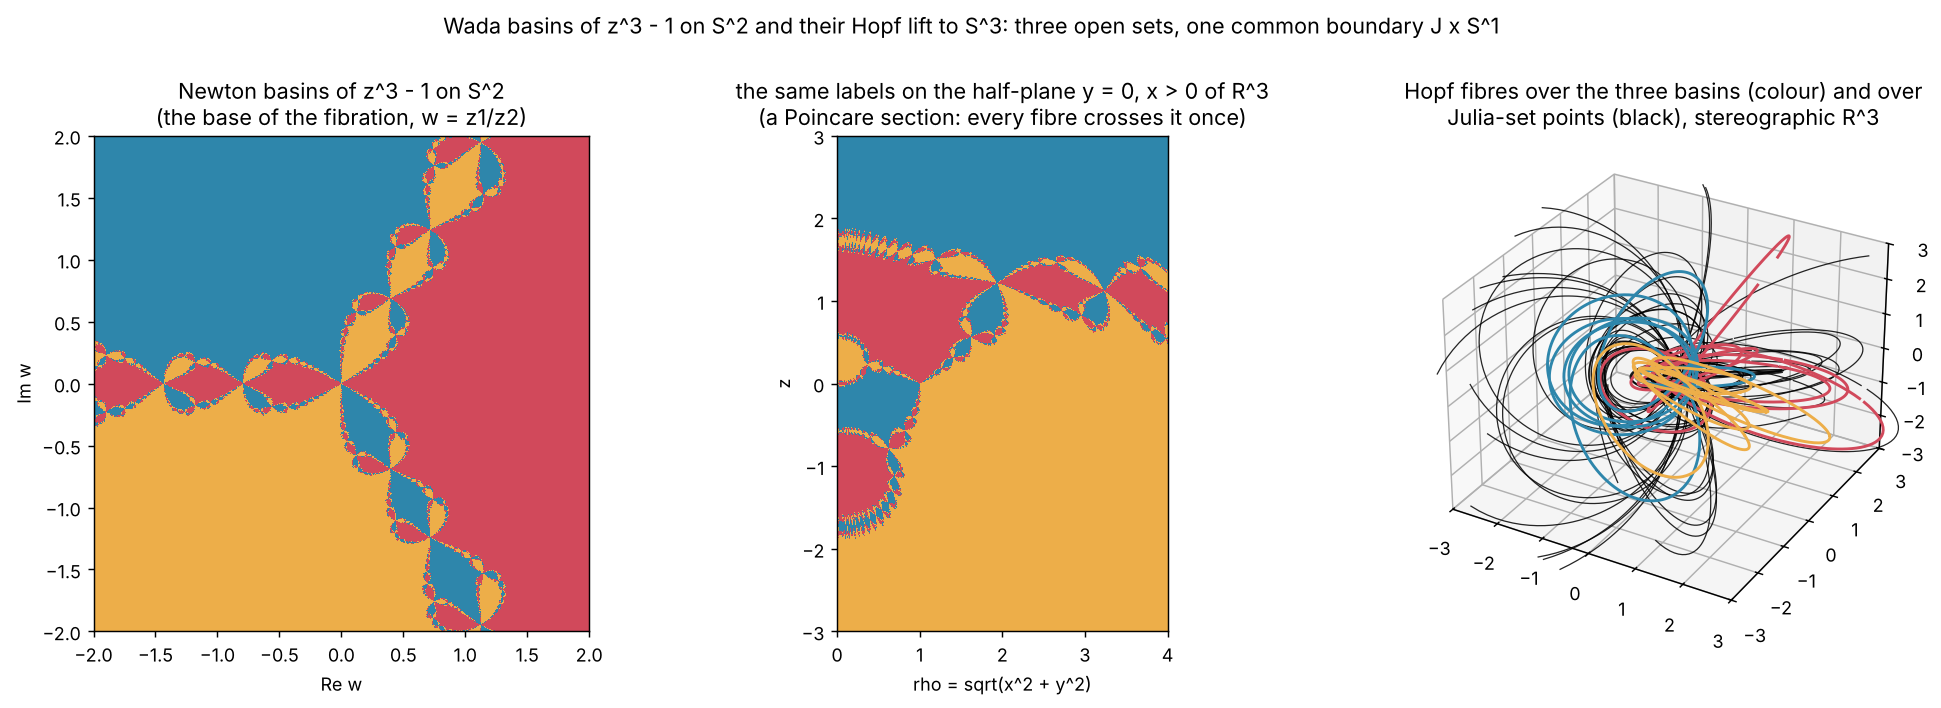 Wada basins of z^3 - 1 on S^2 and their Hopf lift to S^3: three open sets, one common boundary J x S^1
Newton basins of z^3 - 1 on S^2
(the base of the fibration, w = z1/z2)
2.0
1.5
1.0
0.5
0.0
−0.5
−1.0
−1.5
−2.0
Im w
−2.0 −1.5 −1.0 −0.5 0.0 0.5 1.0 1.5 2.0
Re w
the same labels on the half-plane y = 0, x > 0 of R^3
(a Poincare section: every fibre crosses it once)
3
2
1
0
−1
−2
−3
z
0 1 2 3 4
rho = sqrt(x^2 + y^2)
Hopf fibres over the three basins (colour) and over
Julia-set points (black), stereographic R^3
3
2
1
0
−1
−2
−3
−3 −2 −1 0 1 2 3
−3 −2 −1 0 1 2 3